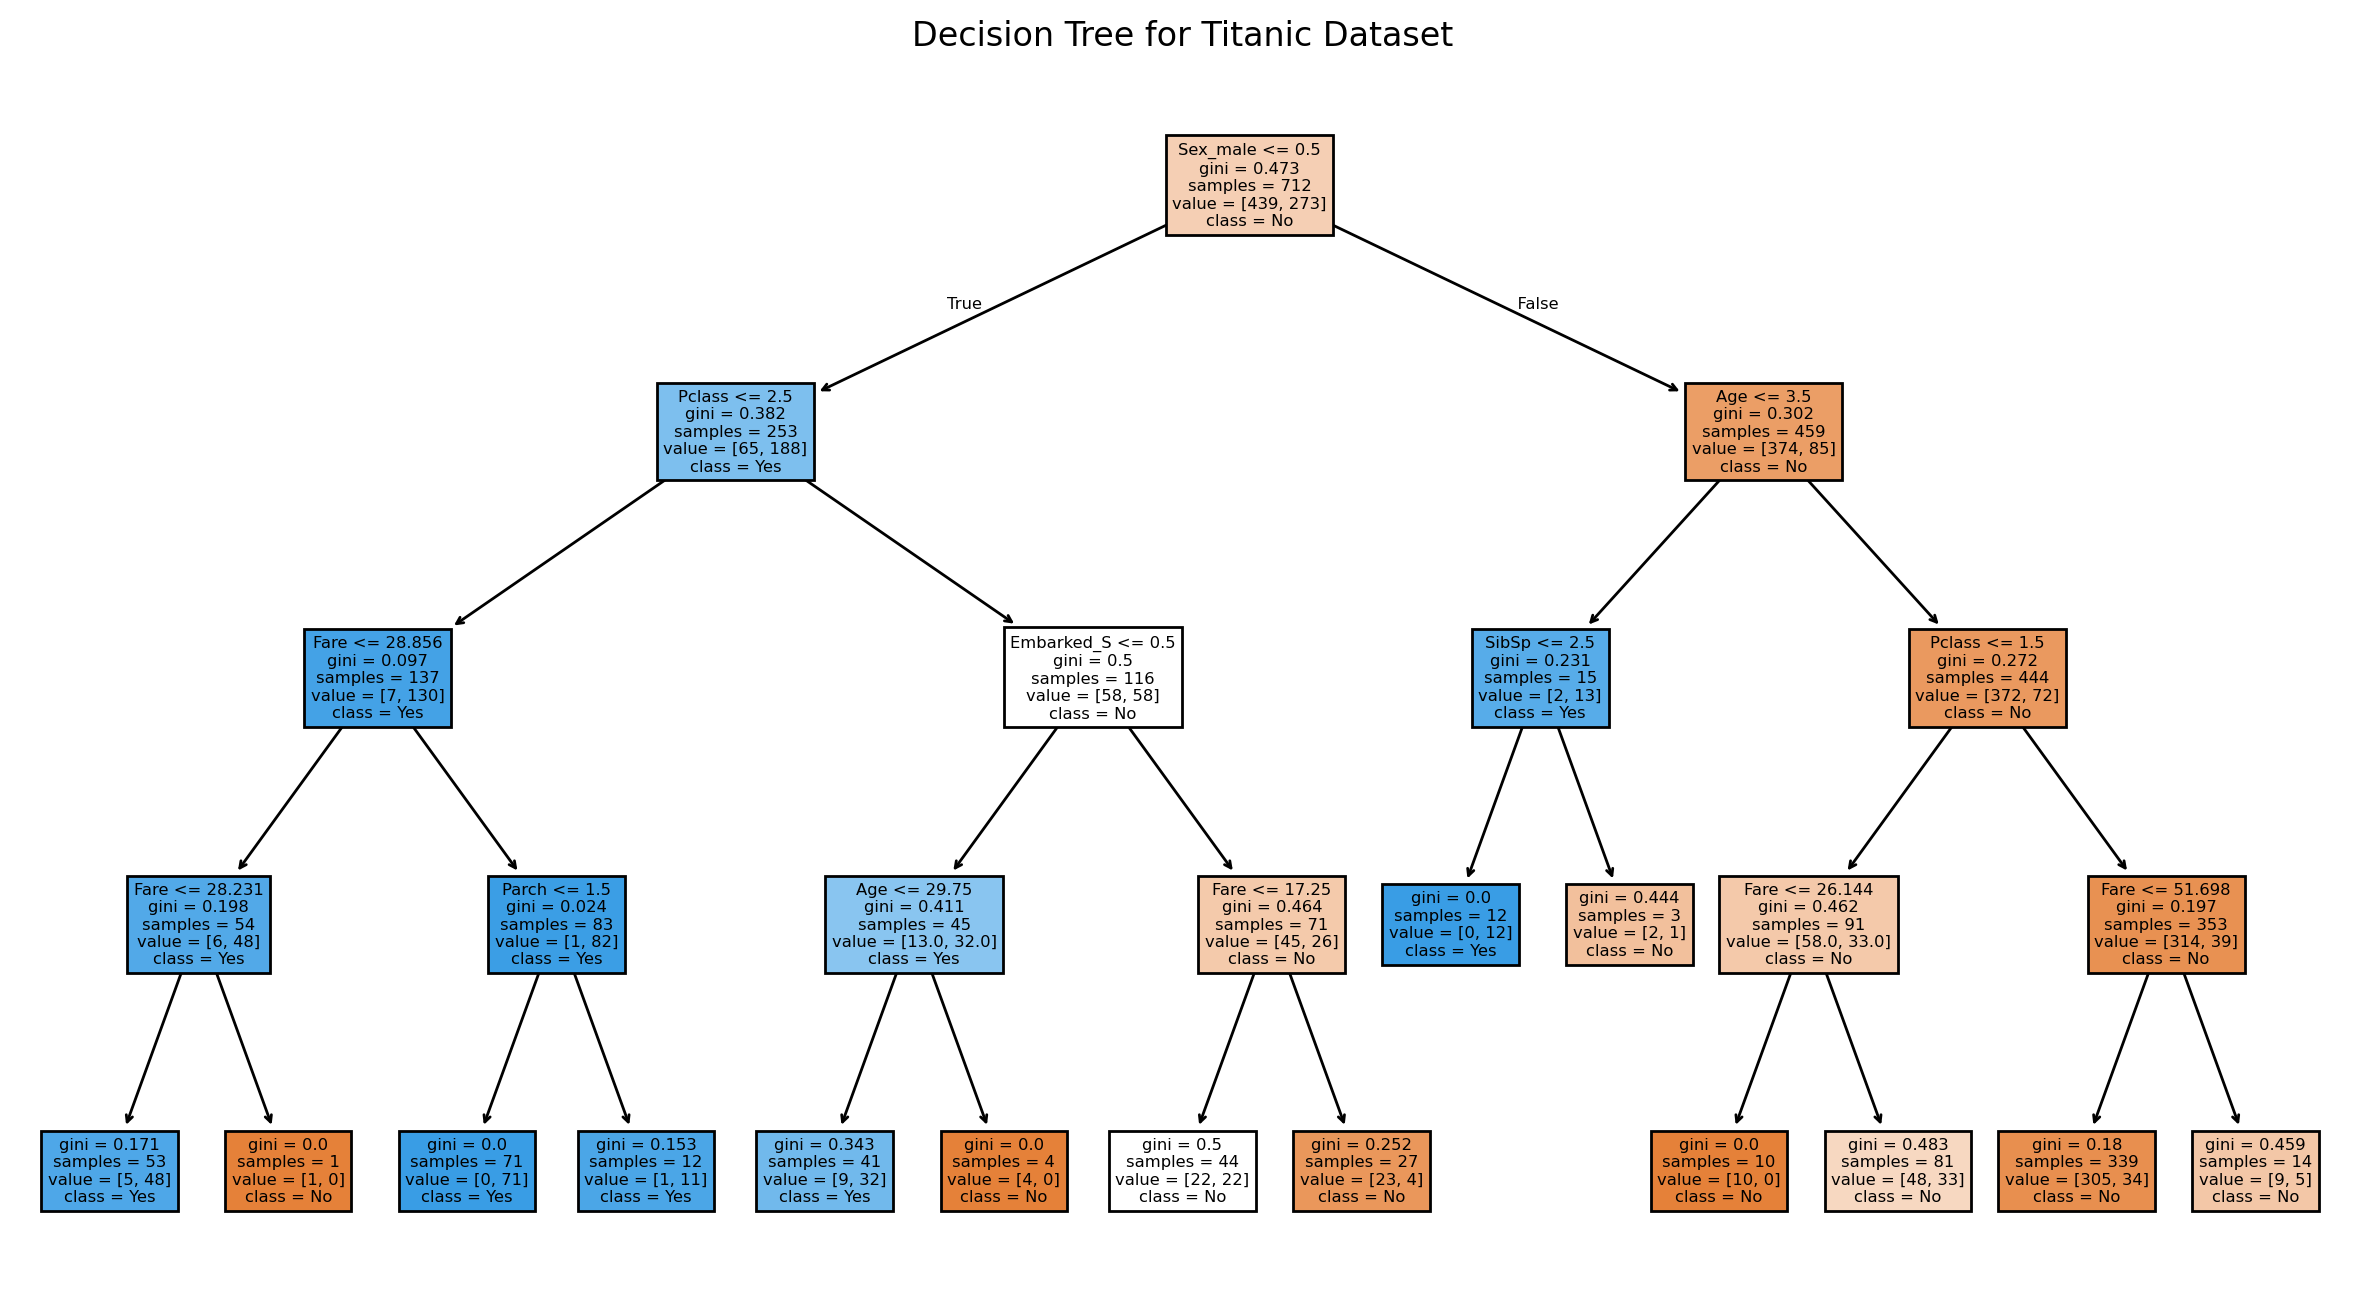 Decision Tree for Titanic Dataset
Sex_male <= 0.5
gini = 0.473
samples = 712
value = [439, 273]
class = No
True
False
Pclass <= 2.5
gini = 0.382
samples = 253
value = [65, 188]
class = Yes
Age <= 3.5
gini = 0.302
samples = 459
value = [374, 85]
class = No
Fare <= 28.856
gini = 0.097
samples = 137
value = [7, 130]
class = Yes
Embarked_S <= 0.5
gini = 0.5
samples = 116
value = [58, 58]
class = No
SibSp <= 2.5
gini = 0.231
samples = 15
value = [2, 13]
class = Yes
Pclass <= 1.5
gini = 0.272
samples = 444
value = [372, 72]
class = No
Fare <= 28.231
gini = 0.198
samples = 54
value = [6, 48]
class = Yes
Parch <= 1.5
gini = 0.024
samples = 83
value = [1, 82]
class = Yes
Age <= 29.75
gini = 0.411
samples = 45
value = [13.0, 32.0]
class = Yes
Fare <= 17.25
gini = 0.464
samples = 71
value = [45, 26]
class = No
gini = 0.0
samples = 12
value = [0, 12]
class = Yes
gini = 0.444
samples = 3
value = [2, 1]
class = No
Fare <= 26.144
gini = 0.462
samples = 91
value = [58.0, 33.0]
class = No
Fare <= 51.698
gini = 0.197
samples = 353
value = [314, 39]
class = No
gini = 0.171
samples = 53
value = [5, 48]
class = Yes
gini = 0.0
samples = 1
value = [1, 0]
class = No
gini = 0.0
samples = 71
value = [0, 71]
class = Yes
gini = 0.153
samples = 12
value = [1, 11]
class = Yes
gini = 0.343
samples = 41
value = [9, 32]
class = Yes
gini = 0.0
samples = 4
value = [4, 0]
class = No
gini = 0.5
samples = 44
value = [22, 22]
class = No
gini = 0.252
samples = 27
value = [23, 4]
class = No
gini = 0.0
samples = 10
value = [10, 0]
class = No
gini = 0.483
samples = 81
value = [48, 33]
class = No
gini = 0.18
samples = 339
value = [305, 34]
class = No
gini = 0.459
samples = 14
value = [9, 5]
class = No